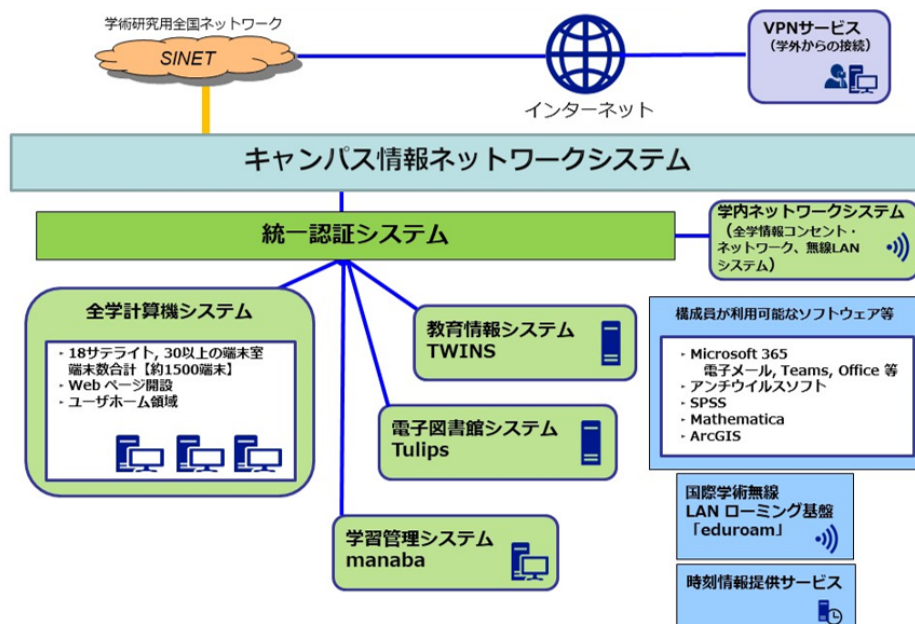 学術研究用全国ネットワーク
SINET
インターネット
VPNサービス
（学外からの接続）
キャンパス情報ネットワークシステム
統一認証システム
学内ネットワークシステム
（全学情報コンセント・
ネットワーク、無線LAN
システム）
全学計算機システム
・18サテライト, 30以上の端末室
端末数合計【約1500端末】
・Web ページ開設
・ユーザホーム領域
教育情報システム
TWINS
電子図書館システム
Tulips
学習管理システム
manaba
構成員が利用可能なソフトウェア等
・Microsoft 365
電子メール, Teams, Office 等
・アンチウイルスソフト
・SPSS
・Mathematica
・ArcGIS
国際学術無線
LAN ローミング基盤
「eduroam」
時刻情報提供サービス